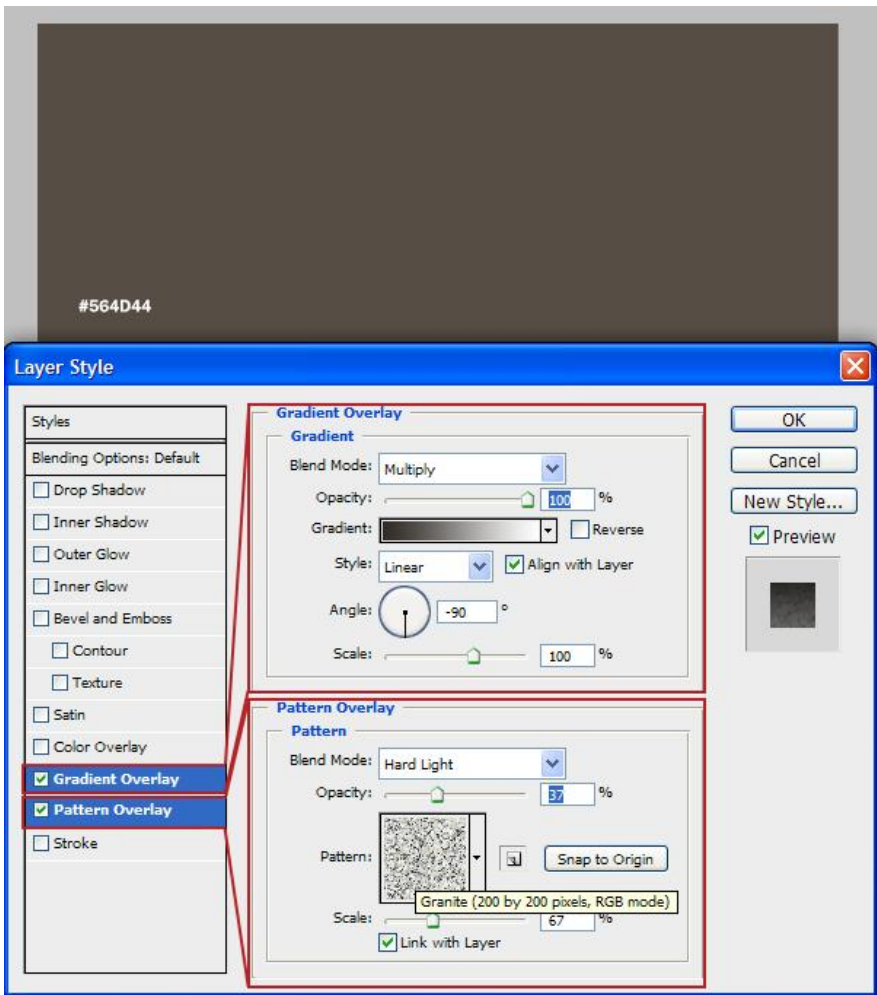 #564D44
Layer Style
Styles
Blending Options: Default
Drop Shadow
Inner Shadow
Outer Glow
Inner Glow
Bevel and Emboss
Contour
Texture
Satin
Color Overlay
Gradient Overlay
Pattern Overlay
Stroke
Gradient Overlay
Gradient
Blend Mode: Multiply
Opacity: 100 %
Gradient: Reverse
Style: Linear Align with Layer
Angle: -90 °
Scale: 100 %
Pattern Overlay
Pattern
Blend Mode: Hard Light
Opacity: 37 %
Pattern: Snap to Origin
Granite (200 by 200 pixels, RGB mode)
Scale: 67 %
Link with Layer
OK
Cancel
New Style...
Preview